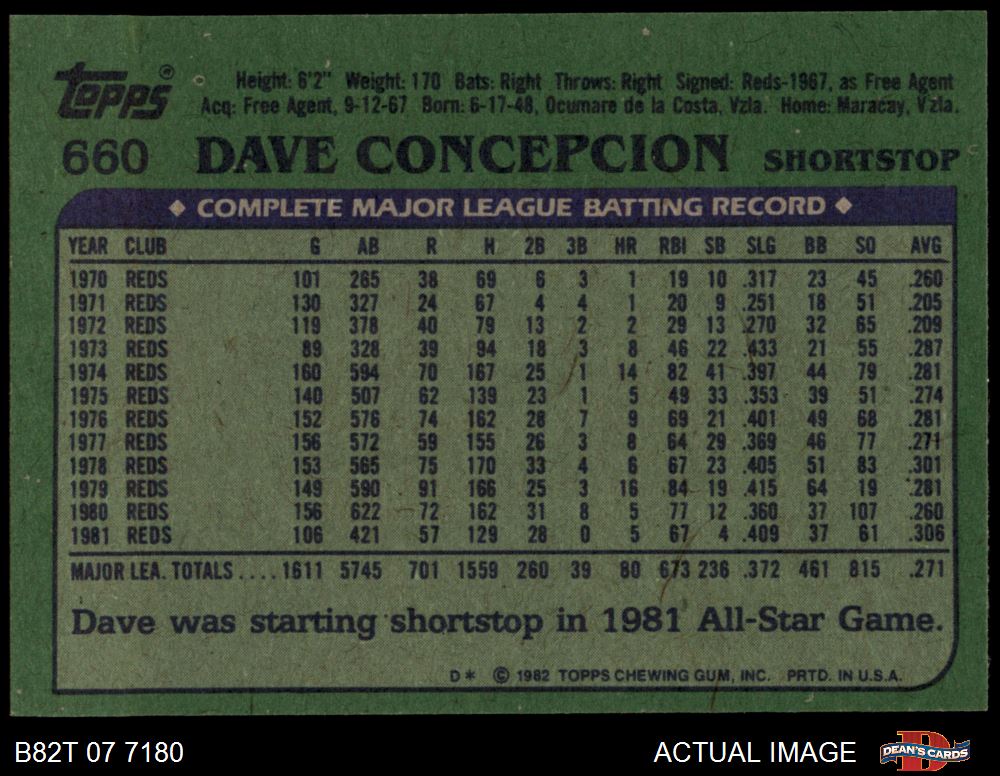 Topps®
Height: 6'2" Weight: 170 Bats: Right Throws: Right Signed: Reds-1967, as Free Agent
Acq: Free Agent, 9-12-67. Born: 6-17-48, Ocumare de la Costa, Vzla. Home: Maracay, Vzla.
660 DAVE CONCEPCION SHORTSTOP
◆ COMPLETE MAJOR LEAGUE BATTING RECORD ◆
YEAR CLUB G AB R H 2B 3B HR RBI SB SLG BB SO AVG
1970 REDS 101 265 38 69 6 3 1 19 10 .317 23 45 .260
1971 REDS 130 327 24 67 4 4 1 20 9 .251 18 51 .205
1972 REDS 119 378 40 79 13 2 2 29 13 .270 32 65 .209
1973 REDS 89 328 39 94 18 3 8 46 22 .433 21 55 .287
1974 REDS 160 594 70 167 25 1 14 82 41 .397 44 79 .281
1975 REDS 140 507 62 139 23 1 5 49 33 .353 39 51 .274
1976 REDS 152 576 74 162 28 7 9 69 21 .401 49 68 .281
1977 REDS 156 572 59 155 26 3 8 64 29 .369 46 77 .271
1978 REDS 153 565 75 170 33 4 6 67 23 .405 51 83 .301
1979 REDS 149 590 91 166 25 3 16 84 19 .415 64 19 .281
1980 REDS 156 622 72 162 31 8 5 77 12 .360 37 107 .260
1981 REDS 106 421 57 129 28 0 5 67 4 .409 37 61 .306
MAJOR LEA. TOTALS .... 1611 5745 701 1559 260 39 80 673 236 .372 461 815 .271
Dave was starting shortstop in 1981 All-Star Game.
D* © 1982 TOPPS CHEWING GUM, INC. PRTD. IN U.S.A.
B82T 07 7180 ACTUAL IMAGE DEAN'S CARDS